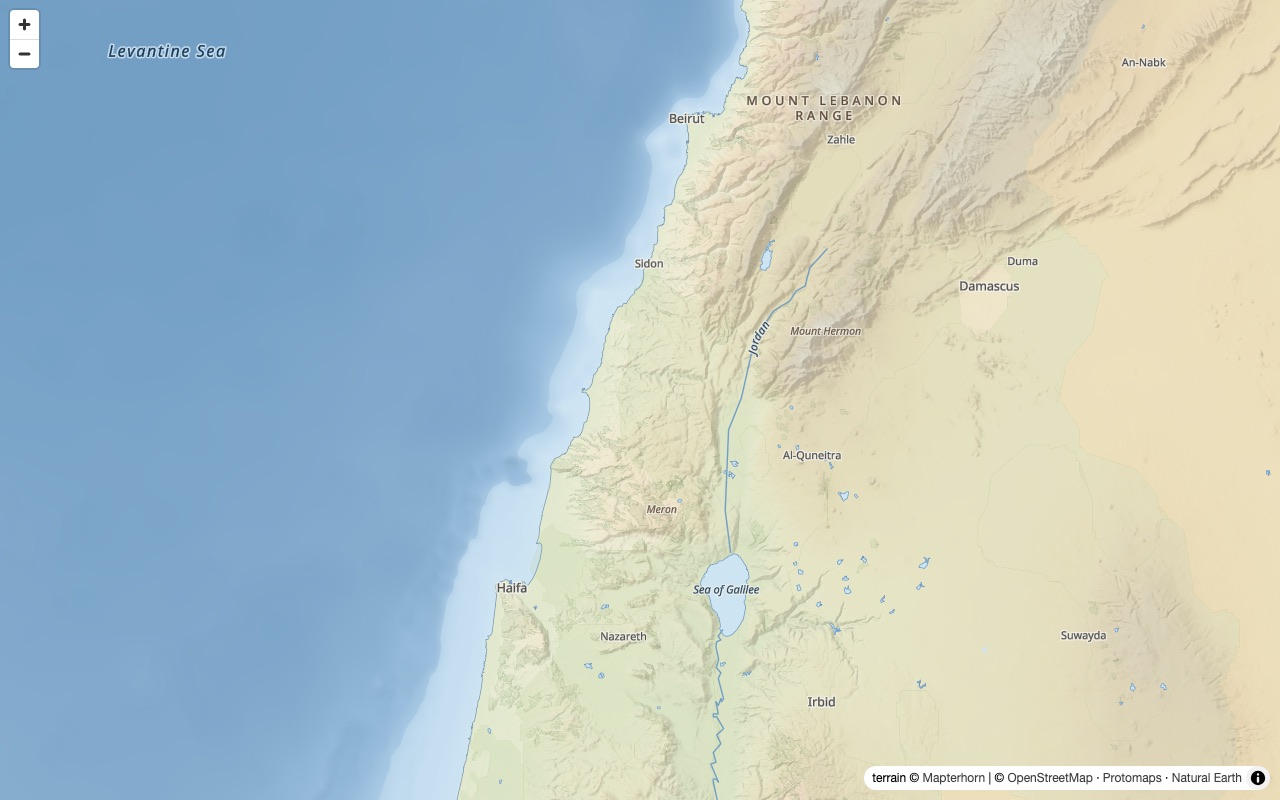 +
−
Levantine Sea
An-Nabk
MOUNT LEBANON
RANGE
Beirut
Zahle
Sidon
Duma
Damascus
Jordan
Mount Hermon
Al-Quneitra
Meron
Haifa
Sea of Galilee
Nazareth
Suwayda
Irbid
terrain © Mapterhorn | © OpenStreetMap · Protomaps · Natural Earth